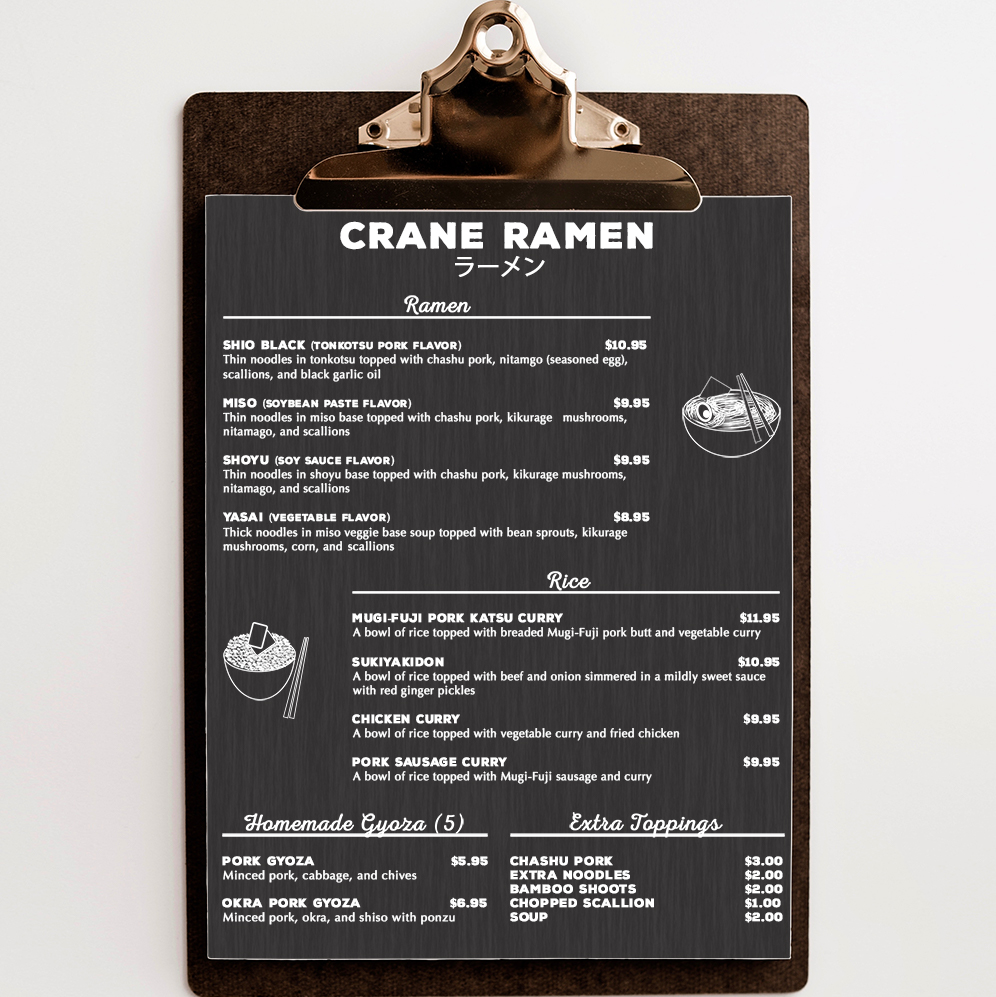 CRANE RAMEN
ラーメン
Ramen
SHIO BLACK (TONKOTSU PORK FLAVOR) $10.95
Thin noodles in tonkotsu topped with chashu pork, nitamgo (seasoned egg),
scallions, and black garlic oil
MISO (SOYBEAN PASTE FLAVOR) $9.95
Thin noodles in miso base topped with chashu pork, kikurage mushrooms,
nitamago, and scallions
SHOYU (SOY SAUCE FLAVOR) $9.95
Thin noodles in shoyu base topped with chashu pork, kikurage mushrooms,
nitamago, and scallions
YASAI (VEGETABLE FLAVOR) $8.95
Thick noodles in miso veggie base soup topped with bean sprouts, kikurage
mushrooms, corn, and scallions
Rice
MUGI-FUJI PORK KATSU CURRY $11.95
A bowl of rice topped with breaded Mugi-Fuji pork butt and vegetable curry
SUKIYAKIDON $10.95
A bowl of rice topped with beef and onion simmered in a mildly sweet sauce
with red ginger pickles
CHICKEN CURRY $9.95
A bowl of rice topped with vegetable curry and fried chicken
PORK SAUSAGE CURRY $9.95
A bowl of rice topped with Mugi-Fuji sausage and curry
Homemade Gyoza (5)
PORK GYOZA $5.95
Minced pork, cabbage, and chives
OKRA PORK GYOZA $6.95
Minced pork, okra, and shiso with ponzu
Extra Toppings
CHASHU PORK $3.00
EXTRA NOODLES $2.00
BAMBOO SHOOTS $2.00
CHOPPED SCALLION $1.00
SOUP $2.00